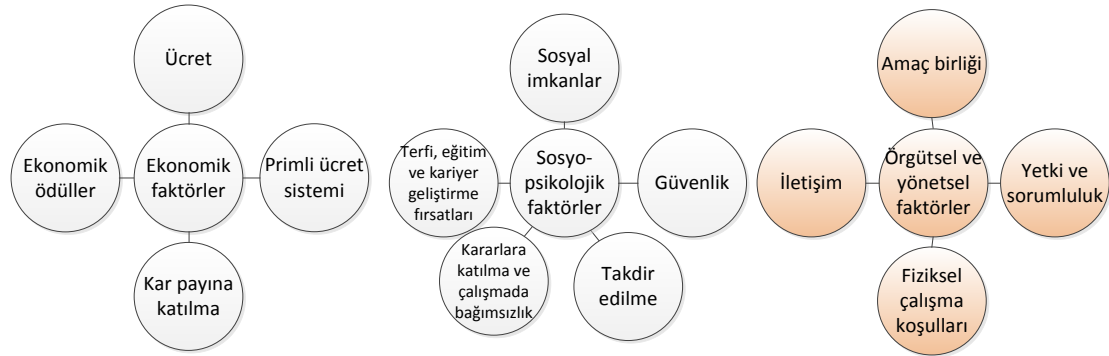 Ücret
Ekonomik
ödüller
Ekonomik
faktörler
Primli ücret
sistemi
Kar payına
katılma
Sosyal
imkanlar
Terfi, eğitim
ve kariyer
geliştirme
fırsatları
Sosyo-
psikolojik
faktörler
Güvenlik
Kararlara
katılma ve
çalışmada
bağımsızlık
Takdir
edilme
Amaç birliği
İletişim
Örgütsel ve
yönetsel
faktörler
Yetki ve
sorumluluk
Fiziksel
çalışma
koşulları